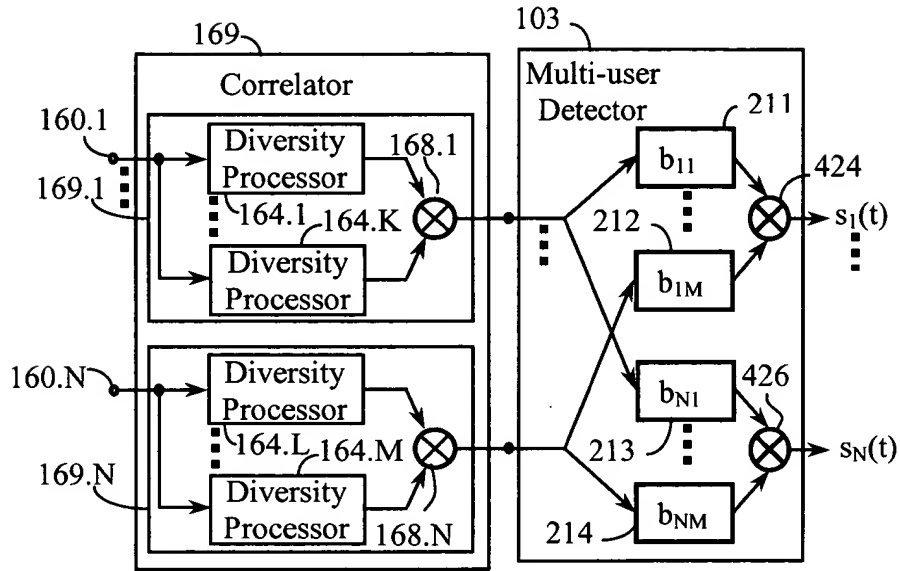 169
103
Correlator
Multi-user
Detector
211
160.1
Diversity
Processor
168.1
b11
424
169.1
164.1
164.K
212
s1(t)
Diversity
Processor
b1M
160.N
Diversity
Processor
bN1
426
164.L
164.M
213
sN(t)
169.N
Diversity
Processor
168.N
214
bNM